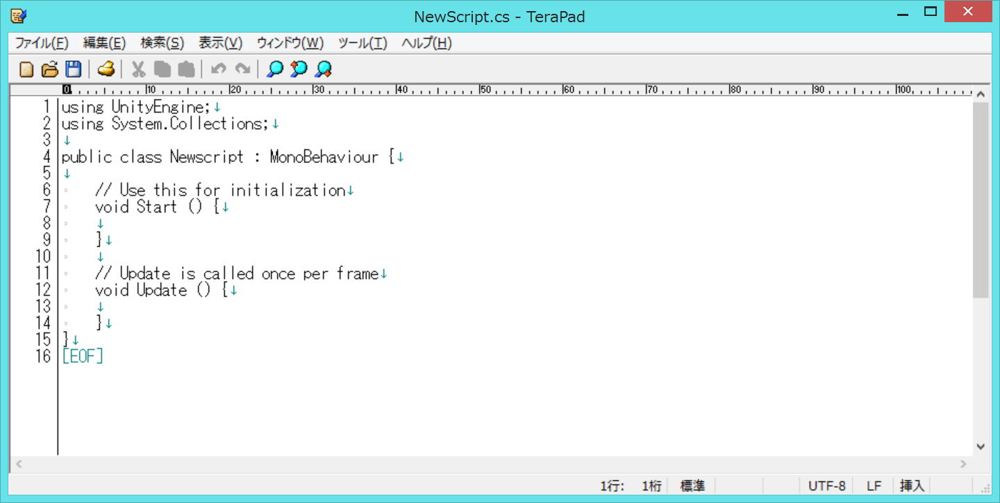 NewScript.cs - TeraPad
ファイル(F) 編集(E) 検索(S) 表示(V) ウィンドウ(W) ツール(T) ヘルプ(H)
0 10 20 30 40 50 60 70 80 90 100
1 using UnityEngine;↓
2 using System.Collections;↓
3 ↓
4 public class Newscript : MonoBehaviour {↓
5 ↓
6 // Use this for initialization↓
7 void Start () {↓
8 ↓
9 }↓
10 ↓
11 // Update is called once per frame↓
12 void Update () {↓
13 ↓
14 }↓
15 }↓
16 [EOF]
1行: 1桁 標準 UTF-8 LF 挿入